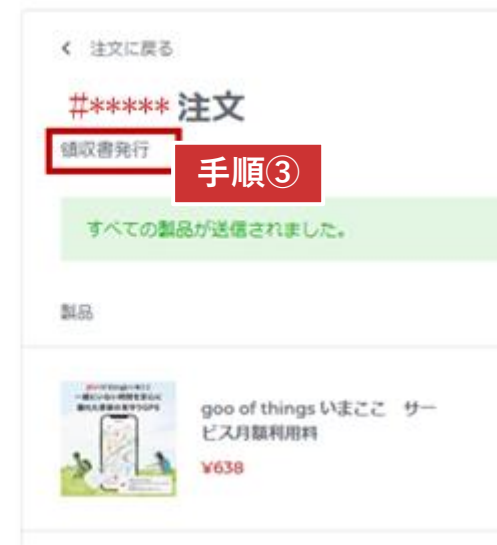 注文に戻る
#***** 注文
領収書発行
手順③
すべての製品が送信されました。
製品
goo of things いまここ　サー
ビス月額利用料
¥638